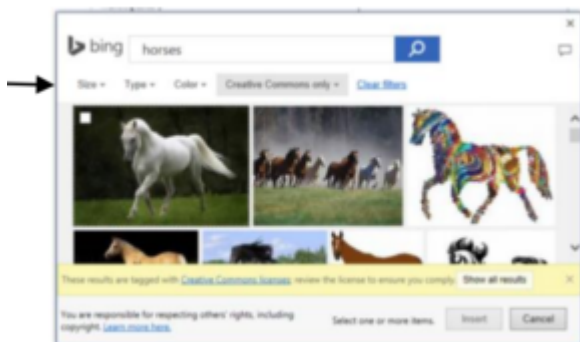 bing horses
Size Type Color Creative Commons only Clear filters
These results are tagged with Creative Commons licenses; review the license to ensure you comply. Show all results
You are responsible for respecting others' rights, including
copyright. Learn more here.
Select one or more items. Insert Cancel